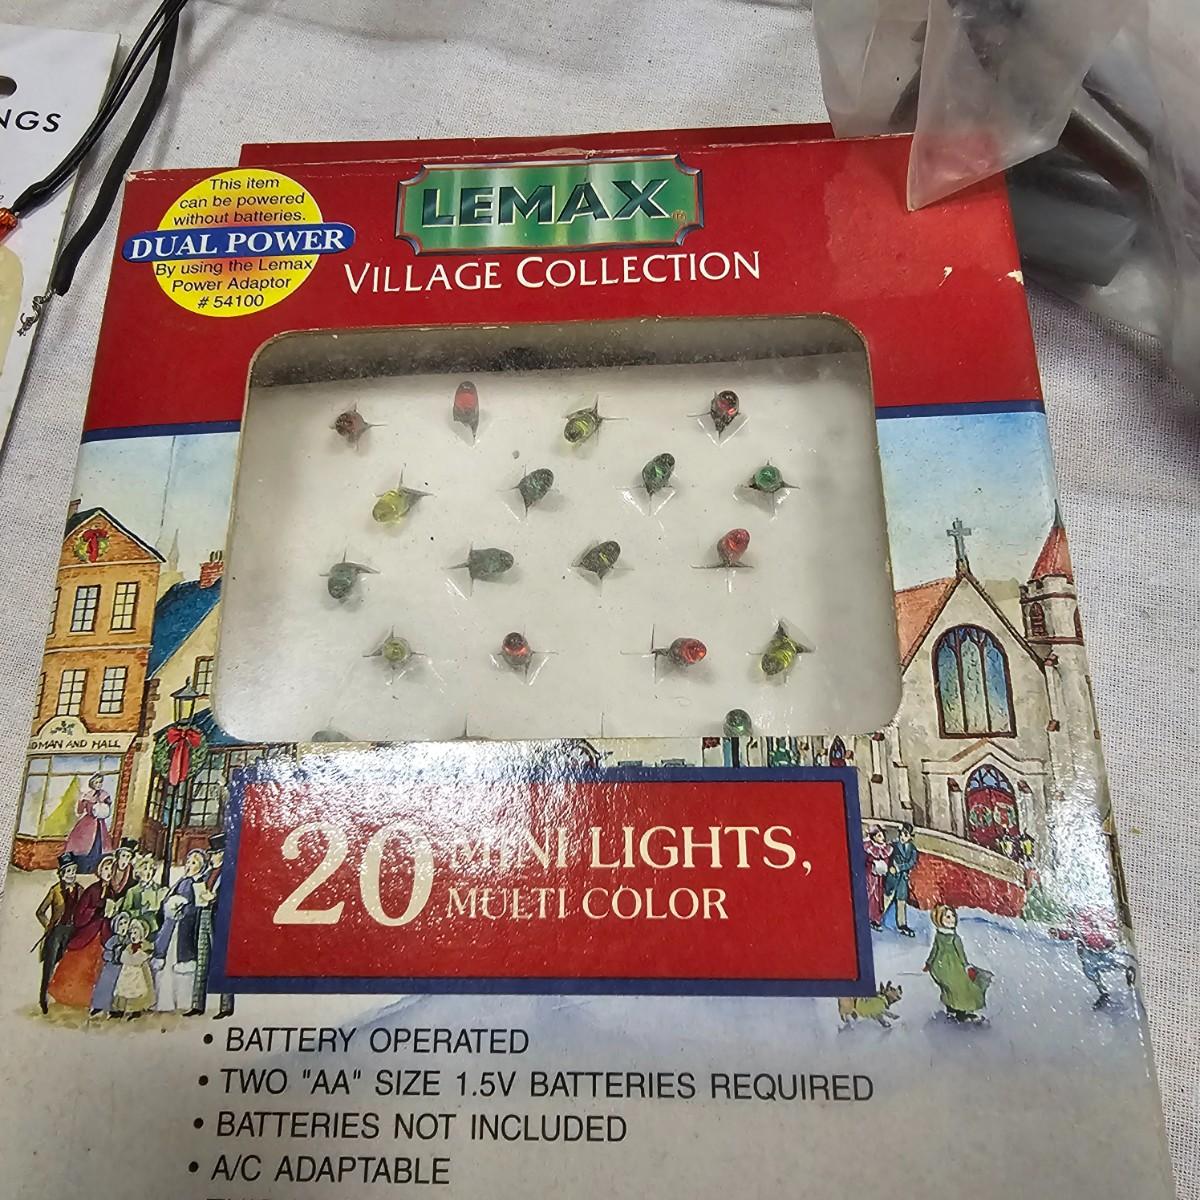 NGS
This item
can be powered
without batteries.
DUAL POWER
By using the Lemax
Power Adaptor
# 54100
LEMAX®
VILLAGE COLLECTION
MAN AND HALL
20 MINI LIGHTS,
MULTI COLOR
• BATTERY OPERATED
• TWO "AA" SIZE 1.5V BATTERIES REQUIRED
• BATTERIES NOT INCLUDED
• A/C ADAPTABLE